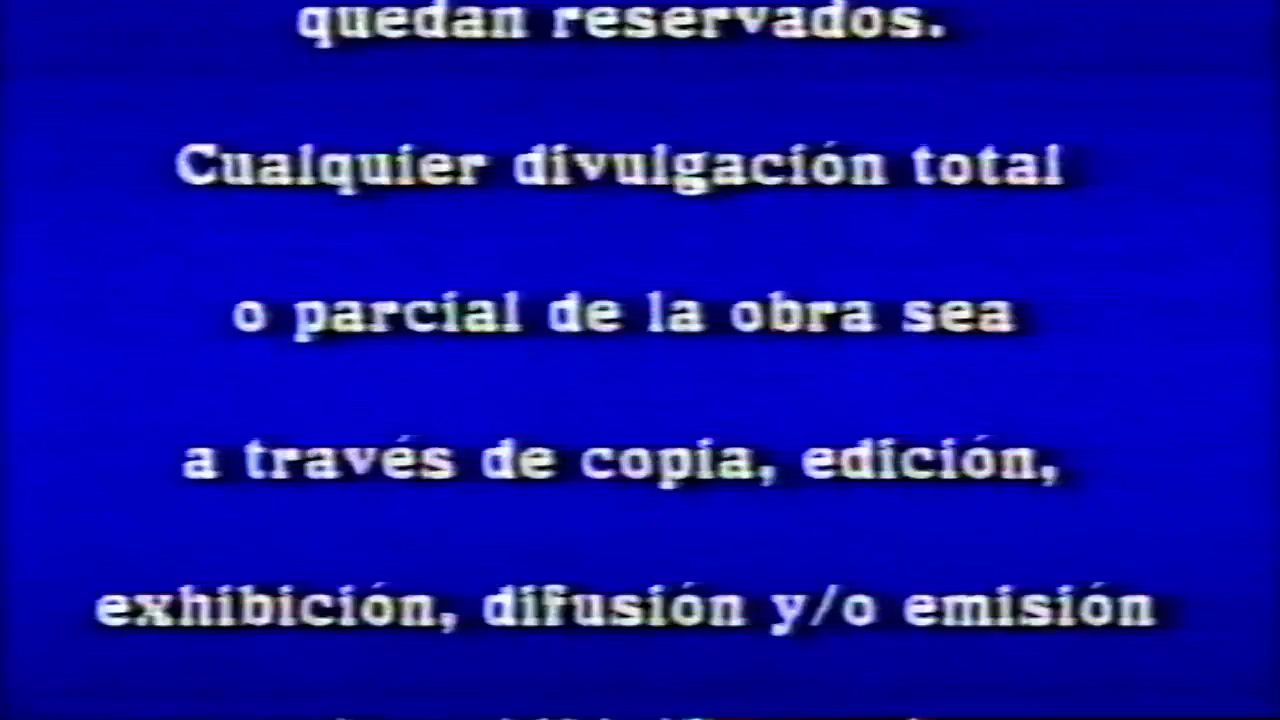 quedan reservados.
Cualquier divulgación total
o parcial de la obra sea
a través de copia, edición,
exhibición, difusión y/o emisión